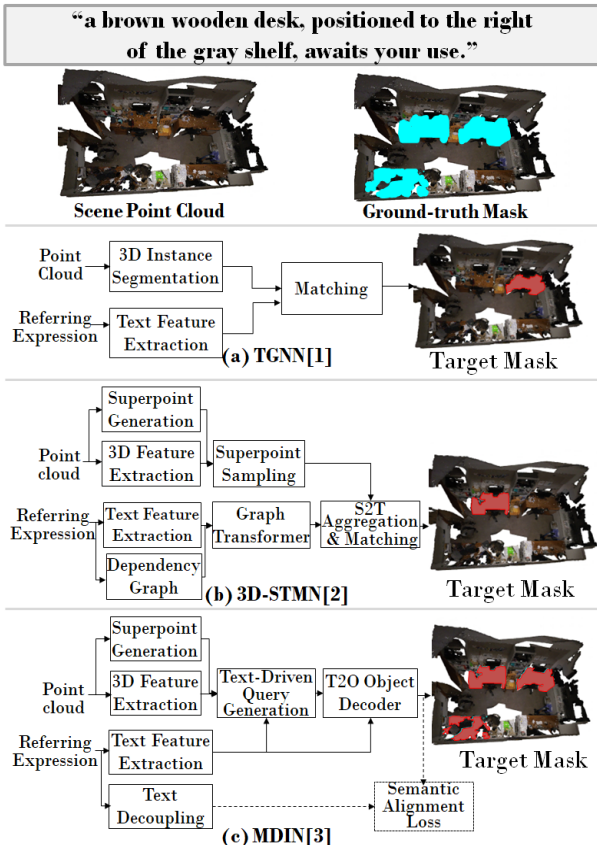 “a brown wooden desk, positioned to the right
of the gray shelf, awaits your use.”
Scene Point Cloud
Ground-truth Mask
Point
Cloud
3D Instance
Segmentation
Matching
Referring
Expression
Text Feature
Extraction
(a) TGNN[1]
Target Mask
Superpoint
Generation
Point
cloud
3D Feature
Extraction
Superpoint
Sampling
Referring
Expression
Text Feature
Extraction
Graph
Transformer
S2T
Aggregation
& Matching
Dependency
Graph
(b) 3D-STMN[2]
Target Mask
Superpoint
Generation
Point
cloud
3D Feature
Extraction
Text-Driven
Query
Generation
T2O Object
Decoder
Referring
Expression
Text Feature
Extraction
Target Mask
Text
Decoupling
Semantic
Alignment
Loss
(c) MDIN[3]